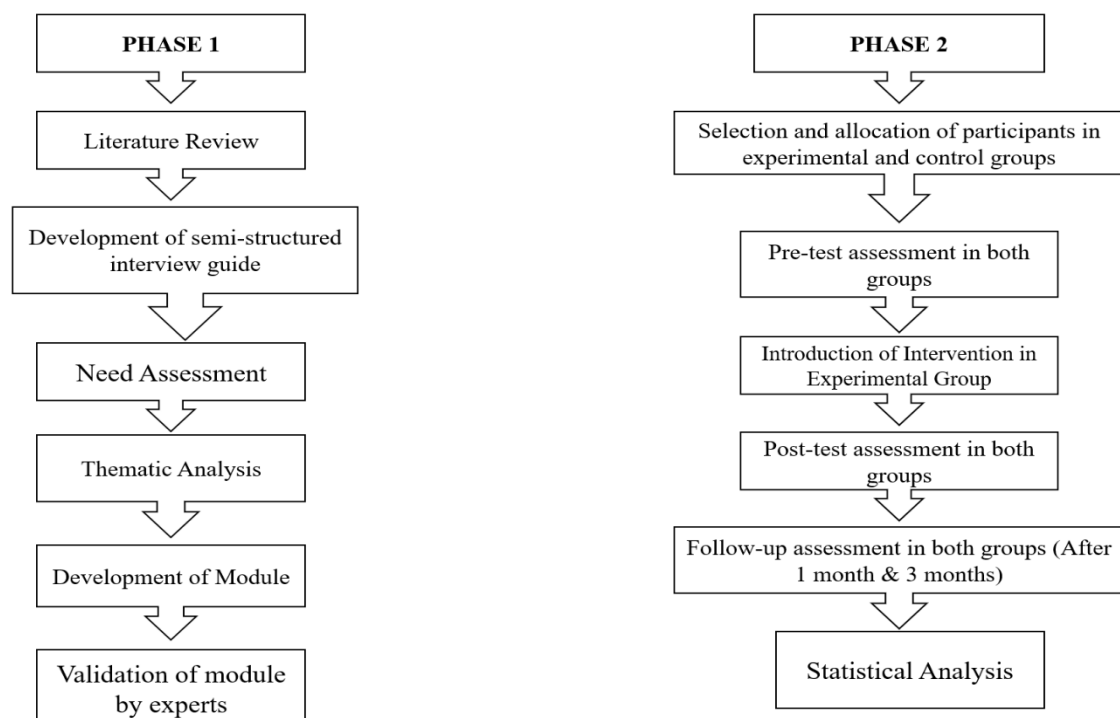 PHASE 1
Literature Review
Development of semi-structured
interview guide
Need Assessment
Thematic Analysis
Development of Module
Validation of module
by experts
PHASE 2
Selection and allocation of participants in
experimental and control groups
Pre-test assessment in both
groups
Introduction of Intervention in
Experimental Group
Post-test assessment in both
groups
Follow-up assessment in both groups (After
1 month & 3 months)
Statistical Analysis